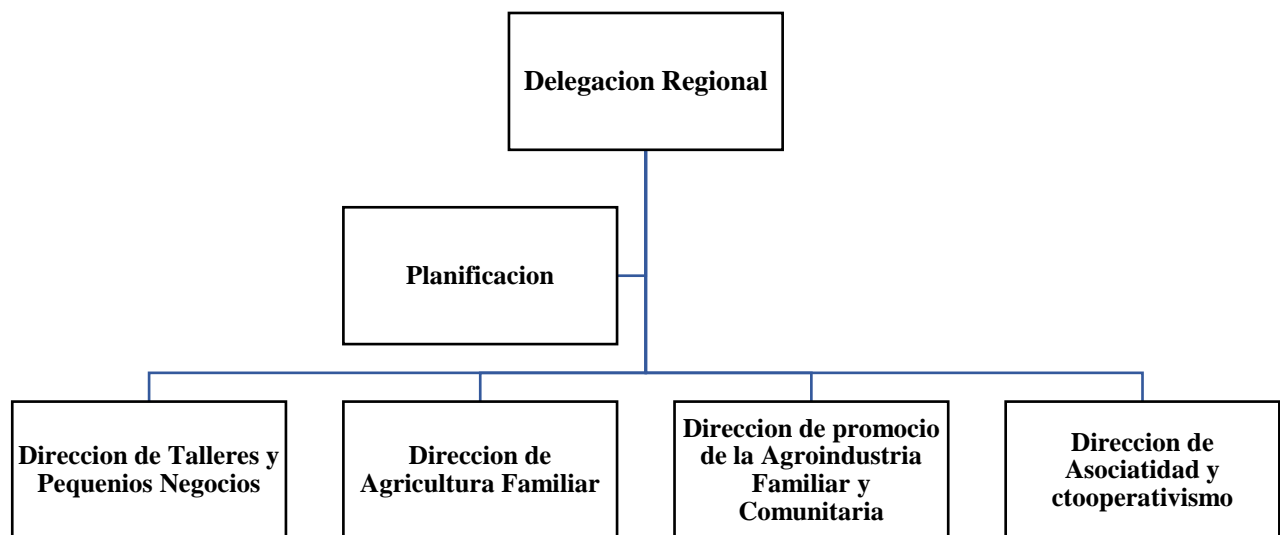 Delegacion Regional
Planificacion
Direccion de Talleres y
Pequenios Negocios
Direccion de
Agricultura Familiar
Direccion de promocio
de la Agroindustria
Familiar y
Comunitaria
Direccion de
Asociatidad y
ctooperativismo